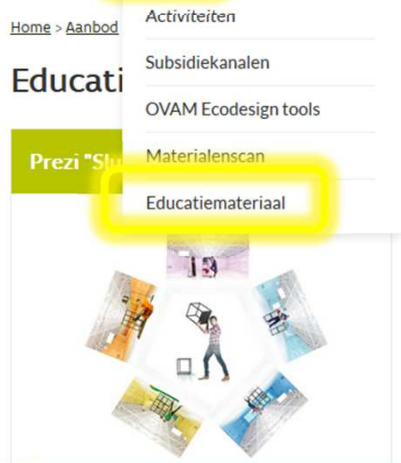 Activiteiten
Home > Aanbod
Subsidiekanalen
Educati
OVAM Ecodesign tools
Materialenscan
Prezi "Slu
Educatiemateriaal